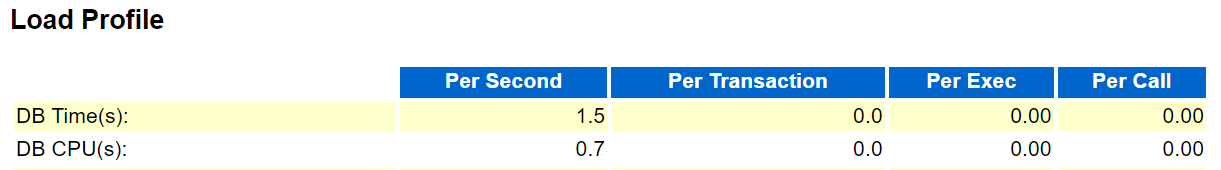 Load Profile
Per Second Per Transaction Per Exec Per Call
DB Time(s): 1.5 0.0 0.00 0.00
DB CPU(s): 0.7 0.0 0.00 0.00